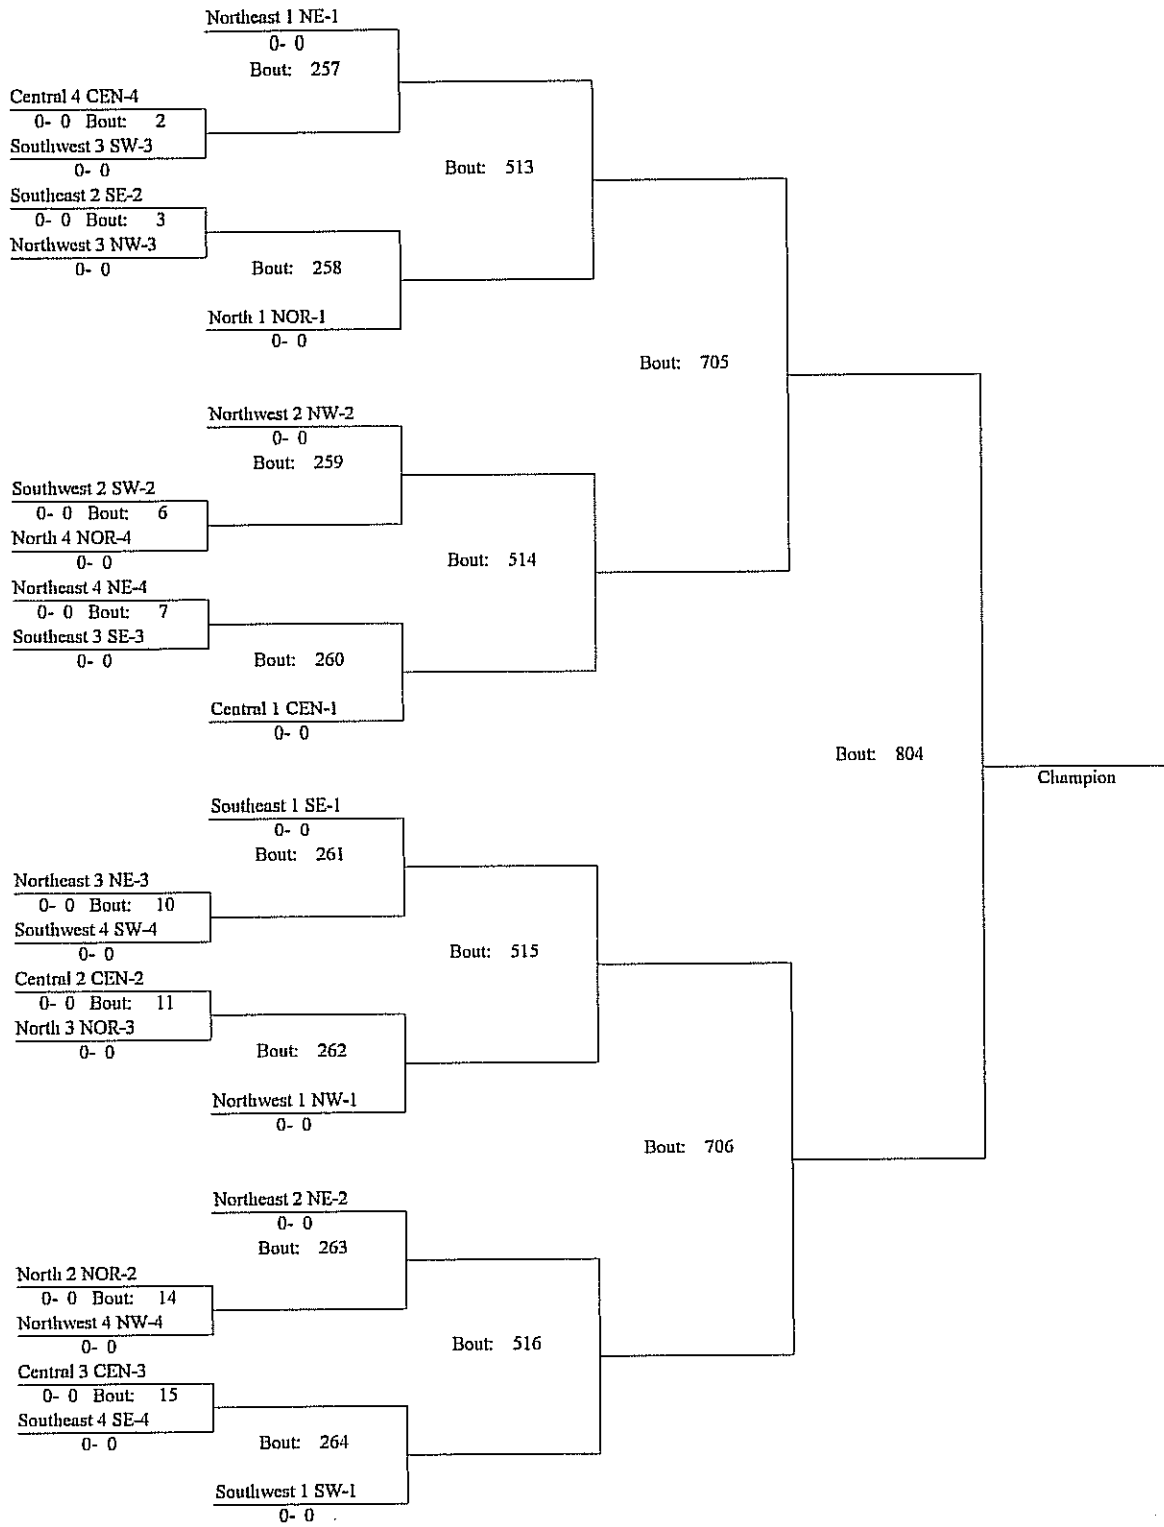 Northeast 1 NE-1
0- 0
Bout: 257
Central 4 CEN-4
0- 0 Bout: 2
Southwest 3 SW-3
0- 0
Bout: 513
Southeast 2 SE-2
0- 0 Bout: 3
Northwest 3 NW-3
0- 0
Bout: 258
North 1 NOR-1
0- 0
Bout: 705
Northwest 2 NW-2
0- 0
Bout: 259
Southwest 2 SW-2
0- 0 Bout: 6
North 4 NOR-4
0- 0
Bout: 514
Northeast 4 NE-4
0- 0 Bout: 7
Southeast 3 SE-3
0- 0
Bout: 260
Central 1 CEN-1
0- 0
Bout: 804
Champion
Southeast 1 SE-1
0- 0
Bout: 261
Northeast 3 NE-3
0- 0 Bout: 10
Southwest 4 SW-4
0- 0
Bout: 515
Central 2 CEN-2
0- 0 Bout: 11
North 3 NOR-3
0- 0
Bout: 262
Northwest 1 NW-1
0- 0
Bout: 706
Northeast 2 NE-2
0- 0
Bout: 263
North 2 NOR-2
0- 0 Bout: 14
Northwest 4 NW-4
0- 0
Bout: 516
Central 3 CEN-3
0- 0 Bout: 15
Southeast 4 SE-4
0- 0
Bout: 264
Southwest 1 SW-1
0- 0